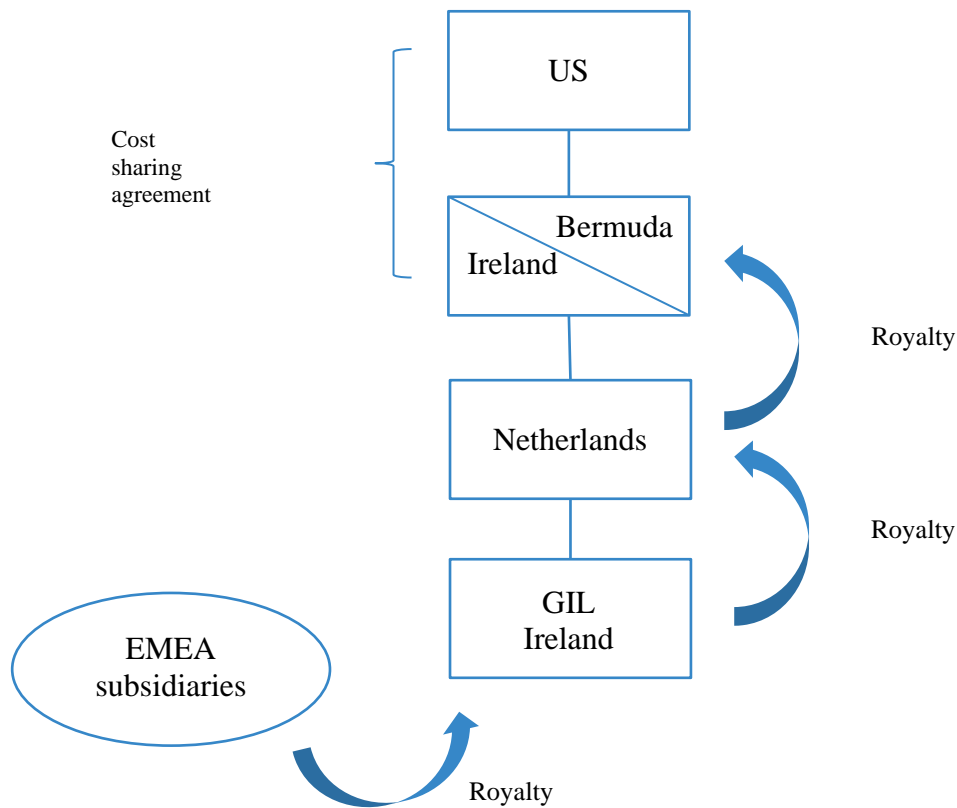 US
Cost
sharing
agreement
Bermuda
Ireland
Royalty
Netherlands
Royalty
GIL
Ireland
EMEA
subsidiaries
Royalty